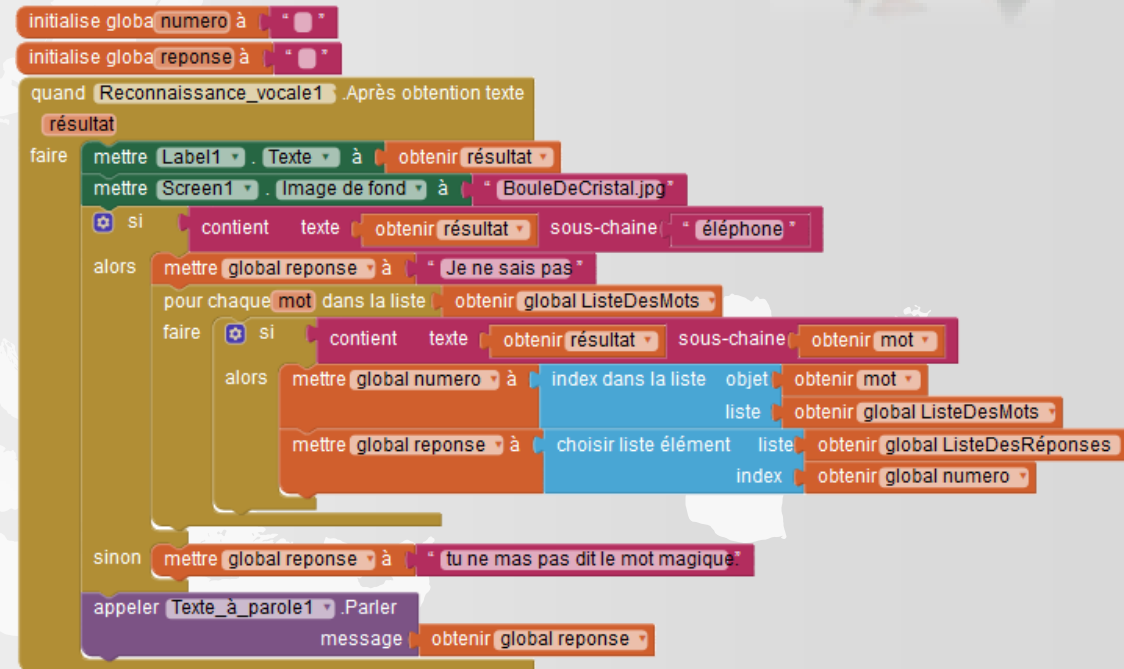 initialise globa numero à " "
initialise globa reponse à " "
quand Reconnaissance_vocale1 .Après obtention texte
résultat
faire mettre Label1 . Texte à obtenir résultat
mettre Screen1 . Image de fond à " BouleDeCristal.jpg "
si contient texte obtenir résultat sous-chaine " éléphone "
alors mettre global reponse à " Je ne sais pas "
pour chaque mot dans la liste obtenir global ListeDesMots
faire si contient texte obtenir résultat sous-chaine obtenir mot
alors mettre global numero à index dans la liste objet obtenir mot
liste obtenir global ListeDesMots
mettre global reponse à choisir liste élément liste obtenir global ListeDesRéponses
index obtenir global numero
sinon mettre global reponse à " tu ne mas pas dit le mot magique. "
appeler Texte_à_parole1 .Parler
message obtenir global reponse